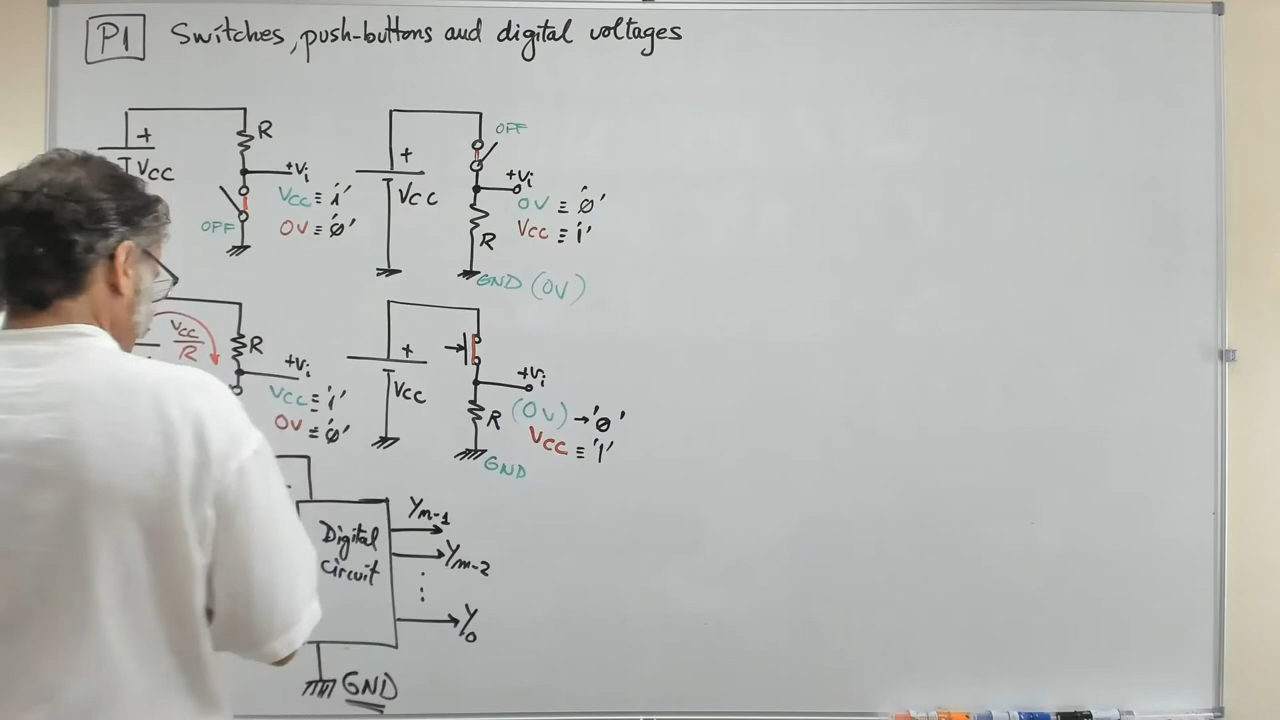 P1 Switches, push-buttons and digital voltages
+ R
VCC
+Vi
VCC ≡ '1'
OFF
0V ≡ '0'
OFF
+
VCC
+Vi
0V ≡ '0'
VCC ≡ '1'
R
GND (0V)
VCC/R
R
+Vi
VCC ≡ '1'
0V ≡ '0'
+
VCC
+Vi
R (0V) → '0'
VCC ≡ '1'
GND
Digital
circuit
Ym-1
Ym-2
⋮
Y0
GND